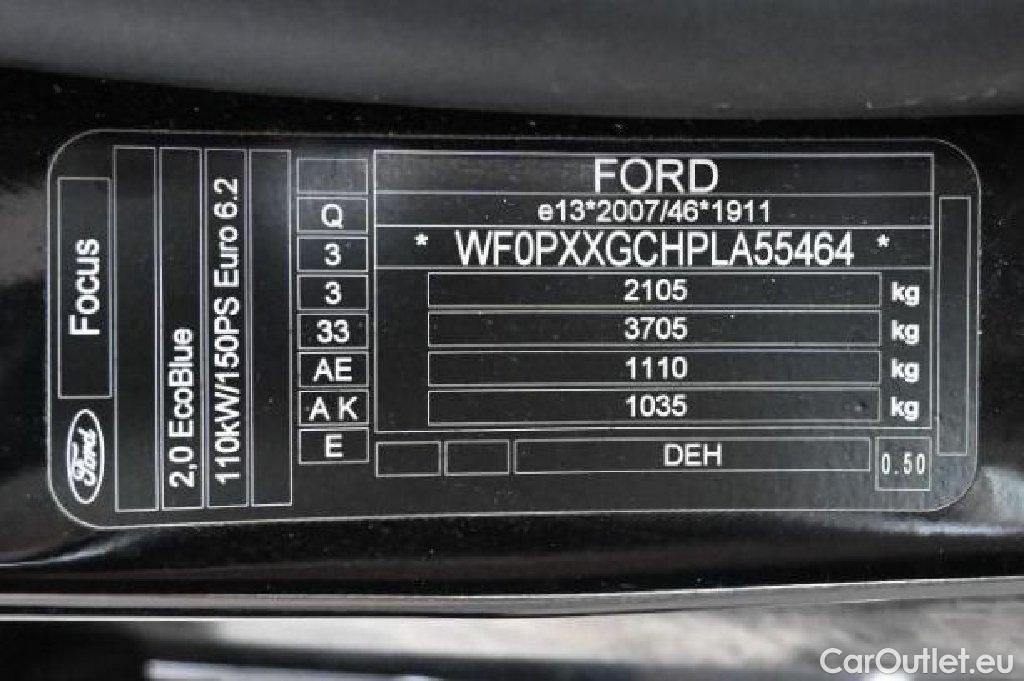 FORD
e13*2007/46*1911
* WF0PXXGCHPLA55464 *
2105 kg
3705 kg
1110 kg
1035 kg
DEH
0.50
Q
3
3
33
AE
A K
E
Focus
Ford
2,0 EcoBlue
110kW/150PS Euro 6.2
CarOutlet.eu